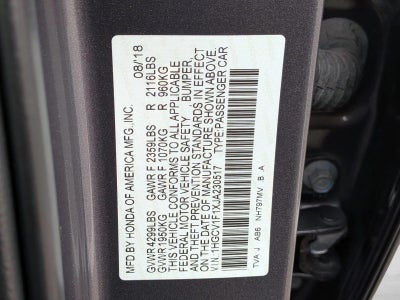 MFD. BY HONDA OF AMERICA MFG.,INC. 08/18
GVWR 4299LBS GAWR F 2359LBS R 2116LBS
GVWR 1950KG GAWR F 1070KG R 960KG
THIS VEHICLE CONFORMS TO ALL APPLICABLE
FEDERAL MOTOR VEHICLE SAFETY, BUMPER,
AND THEFT PREVENTION STANDARDS IN EFFECT
ON THE DATE OF MANUFACTURE SHOWN ABOVE.
V.I.N.:1HGCV1F1XJA230517 TYPE:PASSENGER CAR
TVA J AB6 NH797MV B A